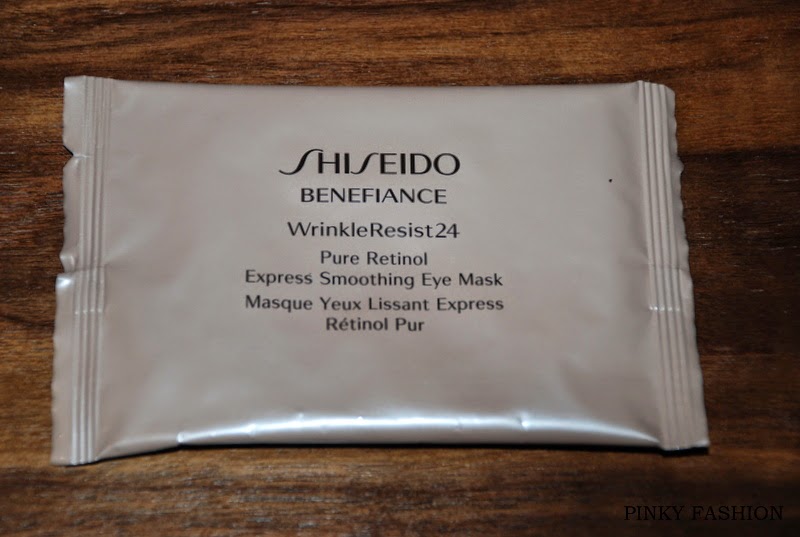 SHISEIDO
BENEFIANCE
WrinkleResist24
Pure Retinol
Express Smoothing Eye Mask
Masque Yeux Lissant Express
Rétinol Pur
PINKY FASHION